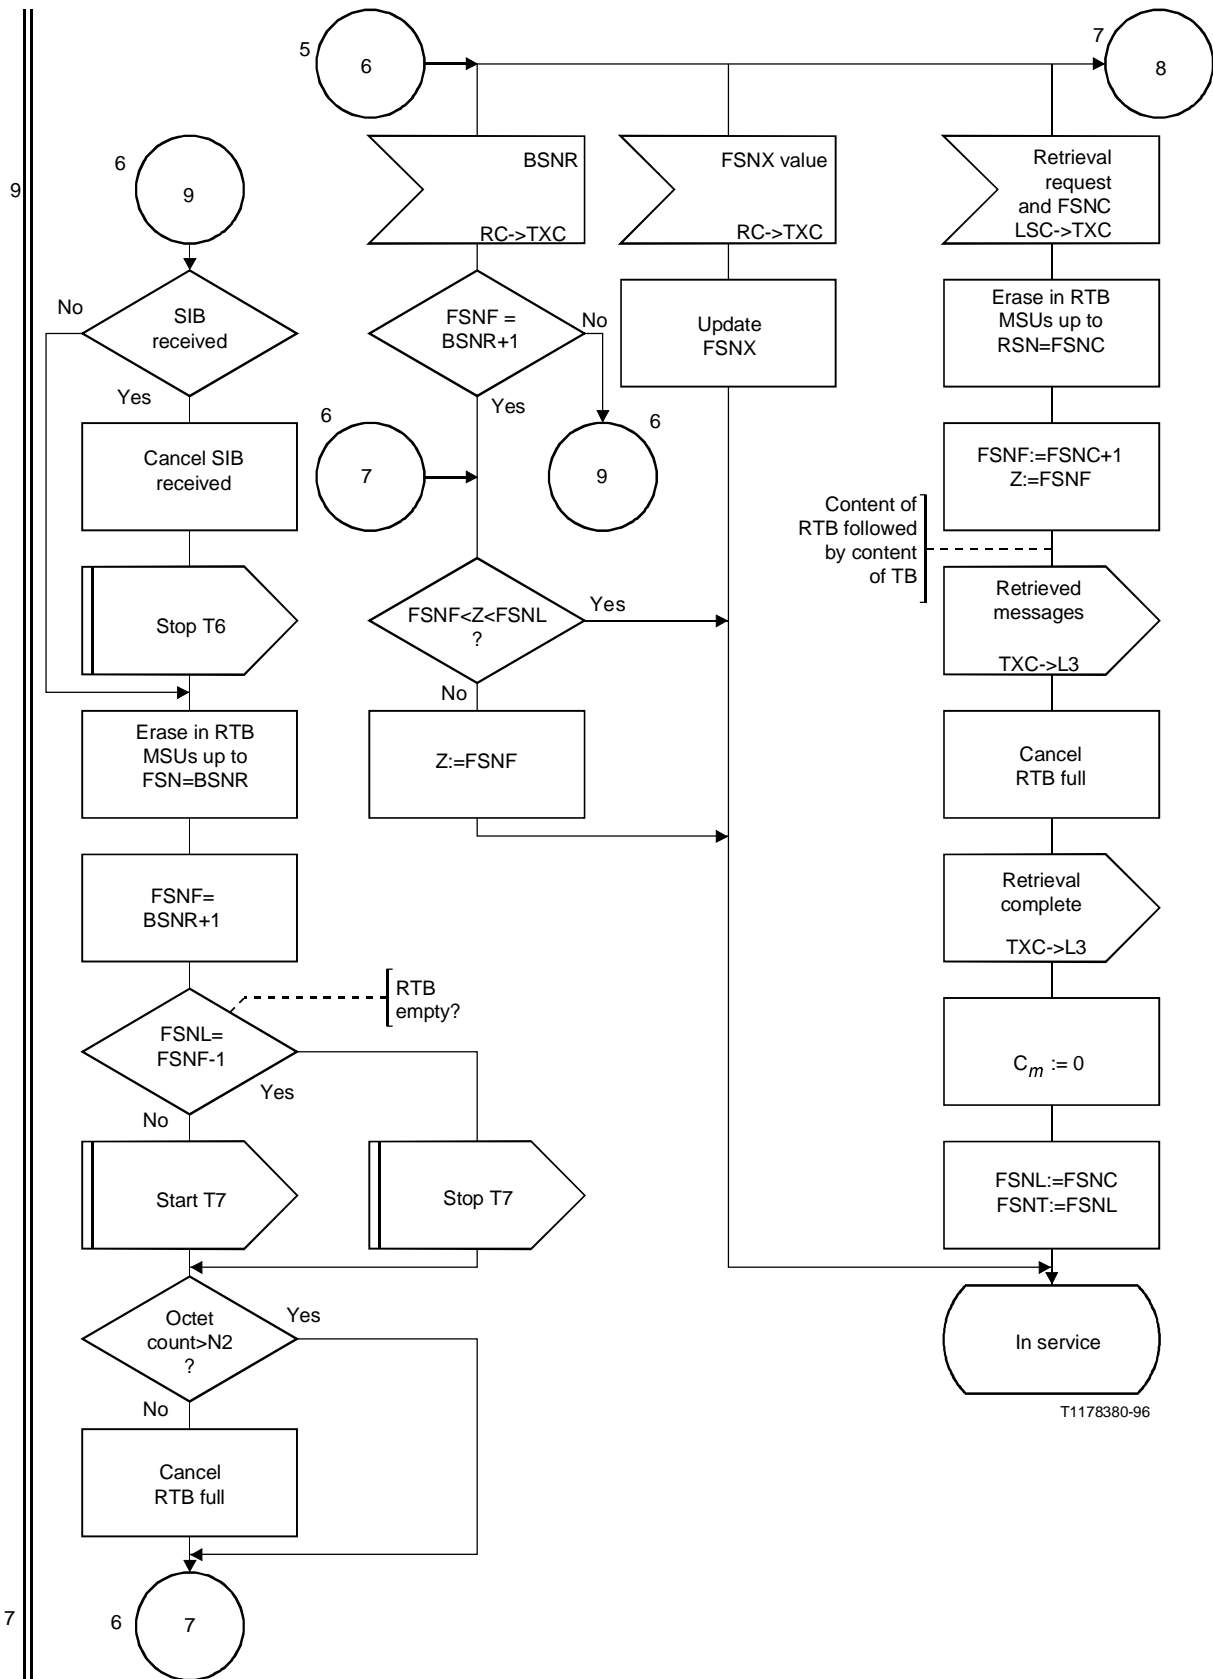 5
6
7
8
6
9
9
BSNR
RC->TXC
FSNX value
RC->TXC
Retrieval
request
and FSNC
LSC->TXC
No
SIB
received
Yes
FSNF =
BSNR+1
No
Yes
Update
FSNX
Erase in RTB
MSUs up to
RSN=FSNC
Cancel SIB
received
6
7
6
9
FSNF:=FSNC+1
Z:=FSNF
Content of
RTB followed
by content
of TB
Stop T6
FSNF<Z<FSNL
?
Yes
No
Retrieved
messages
TXC->L3
Erase in RTB
MSUs up to
FSN=BSNR
Z:=FSNF
Cancel
RTB full
FSNF=
BSNR+1
Retrieval
complete
TXC->L3
RTB
empty?
FSNL=
FSNF-1
Yes
No
Cm := 0
Start T7
Stop T7
FSNL:=FSNC
FSNT:=FSNL
Octet
count>N2
?
Yes
No
In service
T1178380-96
Cancel
RTB full
7
6
7